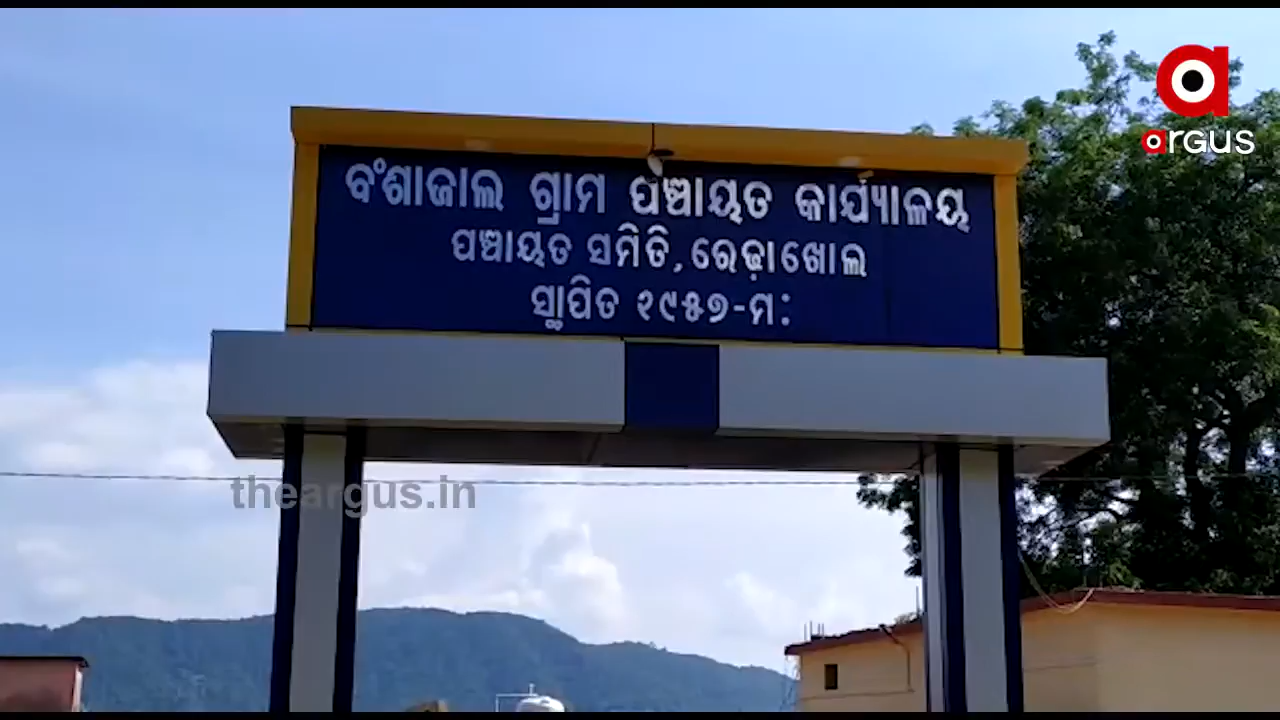 argus
ବଂଶାଜାଲ ଗ୍ରାମ ପଞ୍ଚାୟତ କାର୍ଯ୍ୟାଳୟ
ପଞ୍ଚାୟତ ସମିତି, ରେଢ଼ାଖୋଲ
ସ୍ଥାପିତ ୧୯୫୭-ମ:
theargus.in